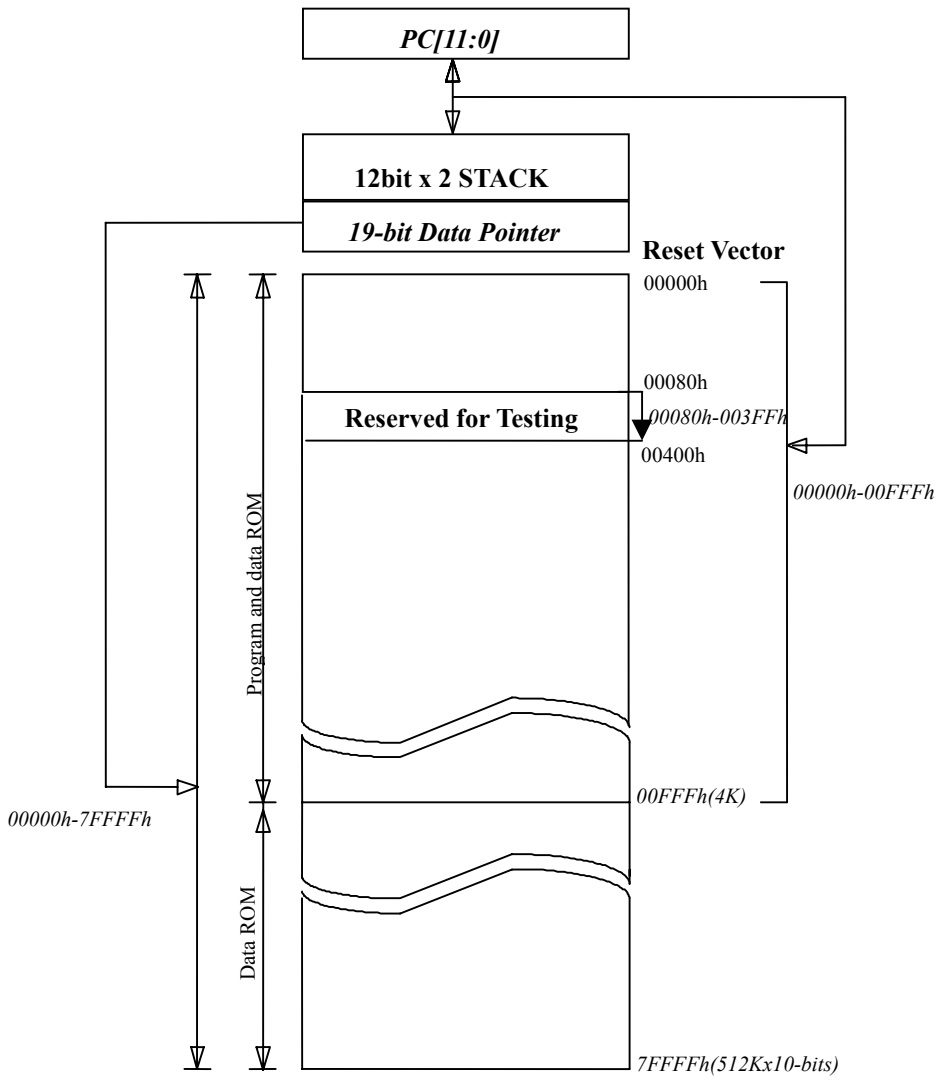 PC[11:0]
12bit x 2 STACK
19-bit Data Pointer
Reset Vector
00000h
00080h
Reserved for Testing
00080h-003FFh
00400h
00000h-00FFFh
Program and data ROM
00FFFh(4K)
00000h-7FFFFh
Data ROM
7FFFFh(512Kx10-bits)